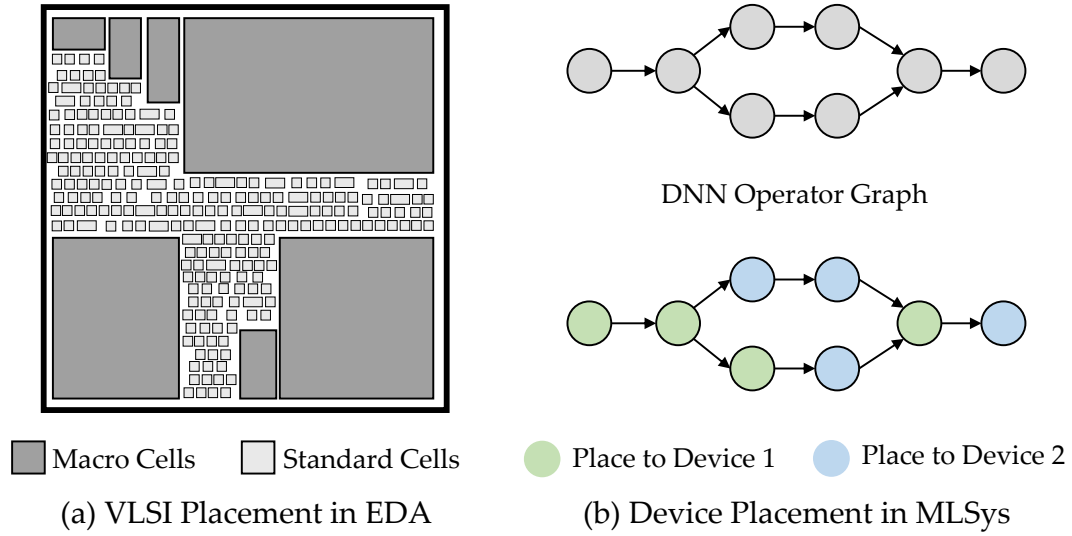 DNN Operator Graph
Macro Cells
Standard Cells
Place to Device 1
Place to Device 2
(a) VLSI Placement in EDA
(b) Device Placement in MLSys